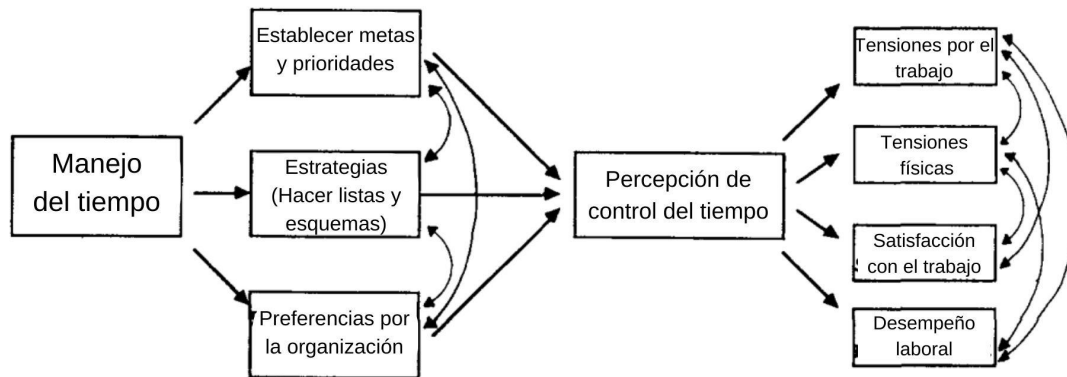 Manejo
del tiempo
Establecer metas
y prioridades
Estrategias
(Hacer listas y
esquemas)
Preferencias por
la organización
Percepción de
control del tiempo
Tensiones por el
trabajo
Tensiones
físicas
Satisfacción
con el trabajo
Desempeño
laboral